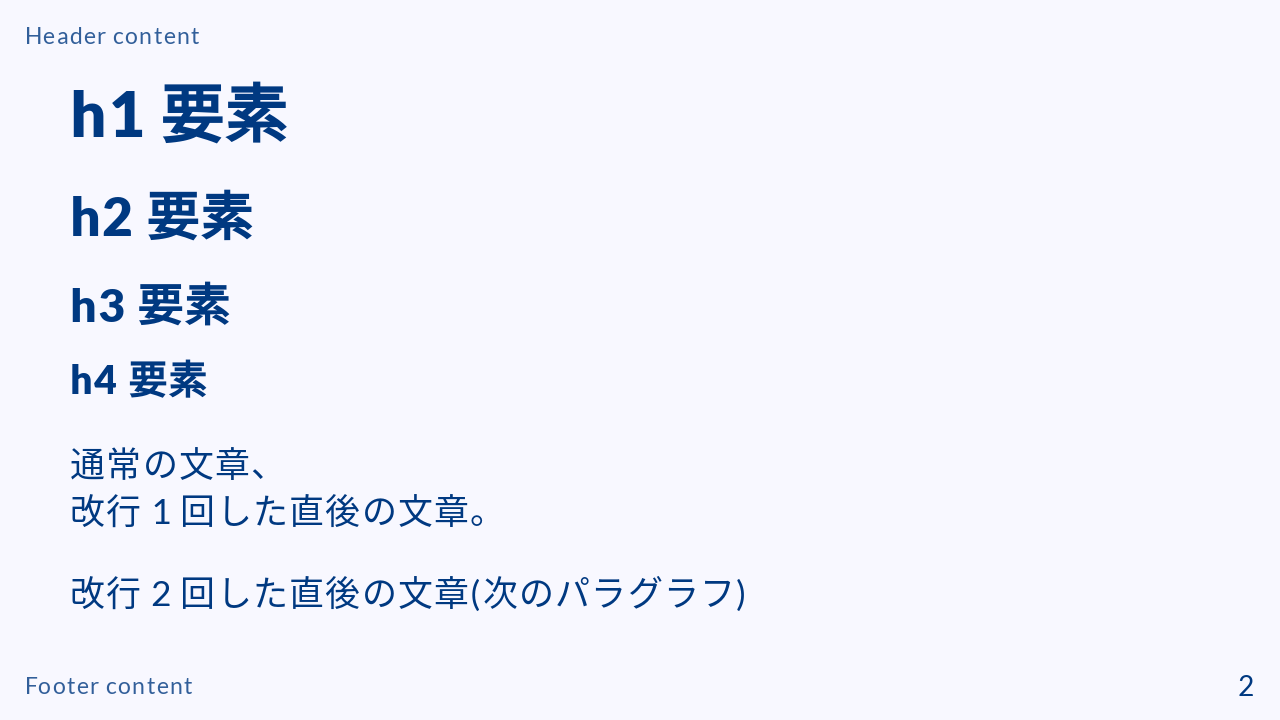 Header content
h1 要素
h2 要素
h3 要素
h4 要素
通常の文章、
改行 1 回した直後の文章。
改行 2 回した直後の文章(次のパラグラフ)
Footer content
2